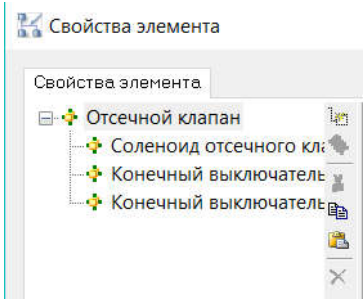 Свойства элемента
Свойства элемента
Отсечной клапан
Соленоид отсечного кла
Конечный выключатель
Конечный выключатель